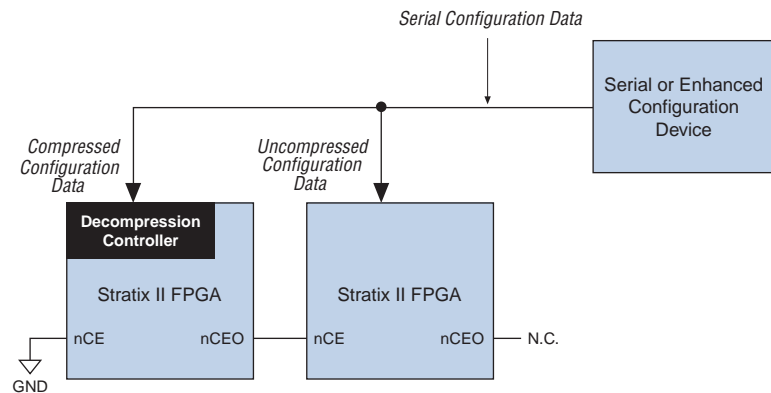 Serial Configuration Data
Serial or Enhanced
Configuration
Device
Compressed
Configuration
Data
Uncompressed
Configuration
Data
Decompression
Controller
Stratix II FPGA
Stratix II FPGA
nCE
nCEO
nCE
nCEO
N.C.
GND